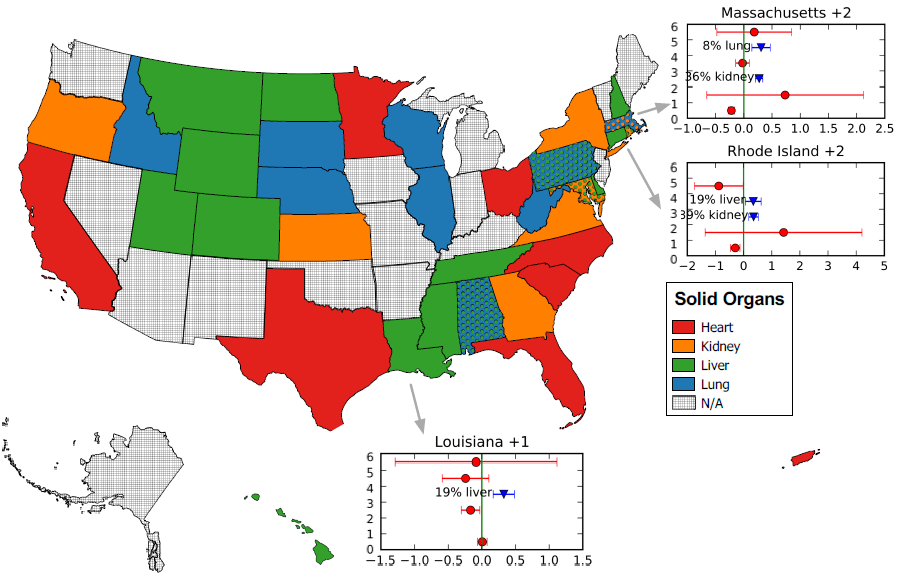 Massachusetts +2
6
5
8% lung
4
3
36% kidney
2
1
0
−1.0 −0.5 0.0 0.5 1.0 1.5 2.0 2.5
Rhode Island +2
6
5
4
19% liver
3
39% kidney
2
1
0
−2 −1 0 1 2 3 4 5
Solid Organs
Heart
Kidney
Liver
Lung
N/A
Louisiana +1
6
5
4
19% liver
3
2
1
0
−1.5 −1.0 −0.5 0.0 0.5 1.0 1.5